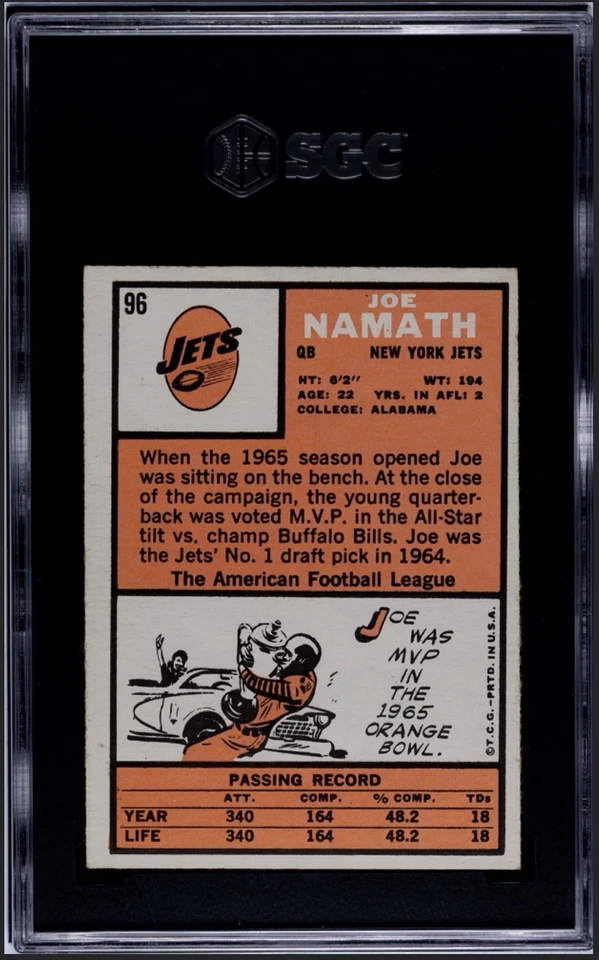 SGC
96
JETS
JOE
NAMATH
QB NEW YORK JETS
HT: 6'2'' WT: 194
AGE: 22 YRS. IN AFL: 2
COLLEGE: ALABAMA
When the 1965 season opened Joe
was sitting on the bench. At the close
of the campaign, the young quarter-
back was voted M.V.P. in the All-Star
tilt vs. champ Buffalo Bills. Joe was
the Jets' No. 1 draft pick in 1964.
The American Football League
JOE
WAS
MVP
IN
THE
1965
ORANGE
BOWL.
©T.C.G.–PRTD. IN U.S.A.
PASSING RECORD
ATT. COMP. % COMP. TDs
YEAR 340 164 48.2 18
LIFE 340 164 48.2 18